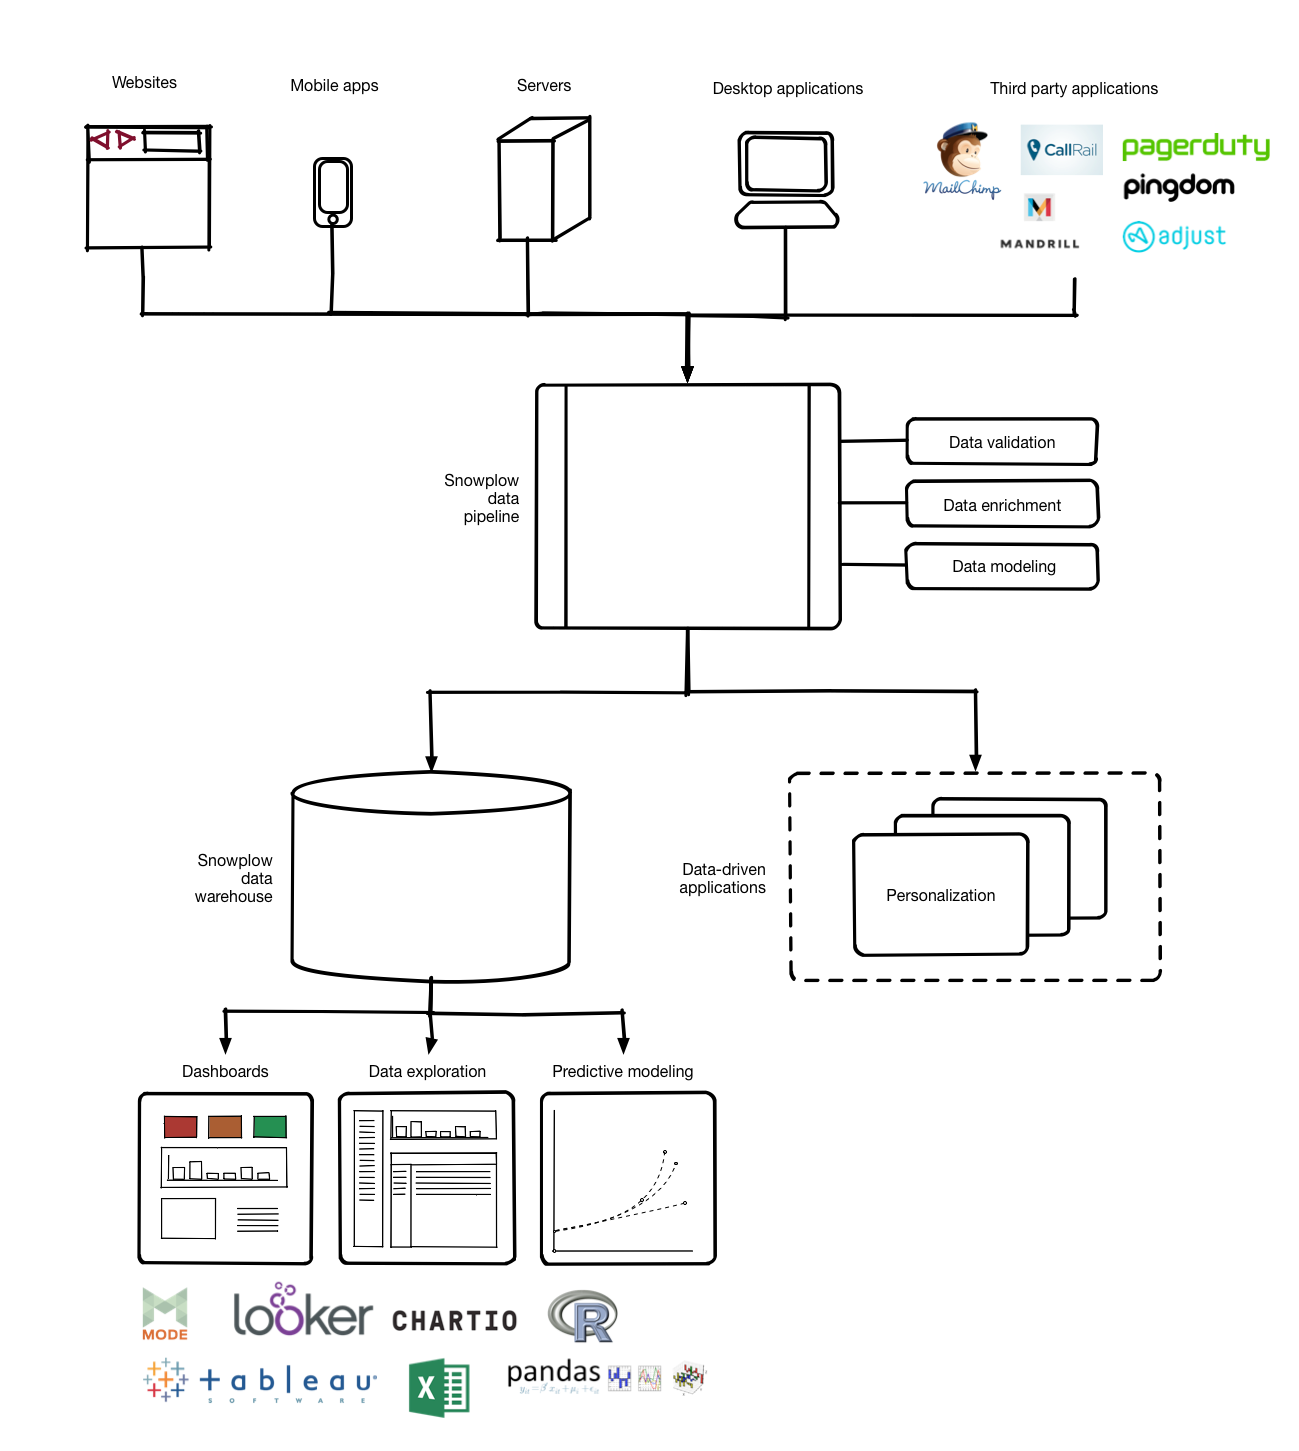 Websites
Mobile apps
Servers
Desktop applications
Third party applications
MailChimp
CallRail
pagerduty
pingdom
MANDRILL
adjust
Snowplow
data
pipeline
Data validation
Data enrichment
Data modeling
Snowplow
data
warehouse
Data-driven
applications
Personalization
Dashboards
Data exploration
Predictive modeling
MODE
looker
CHARTIO
R
+ableau
SOFTWARE
X
pandas